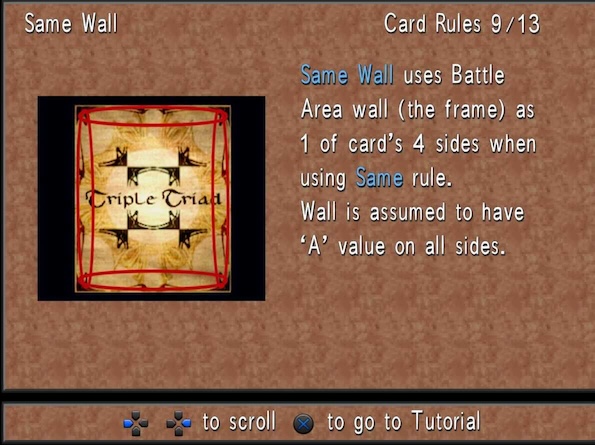 Same Wall
Card Rules 9/13
Same Wall uses Battle
Area wall (the frame) as
1 of card's 4 sides when
using Same rule.
Wall is assumed to have
‘A’ value on all sides.
Triple Triad
to scroll
to go to Tutorial